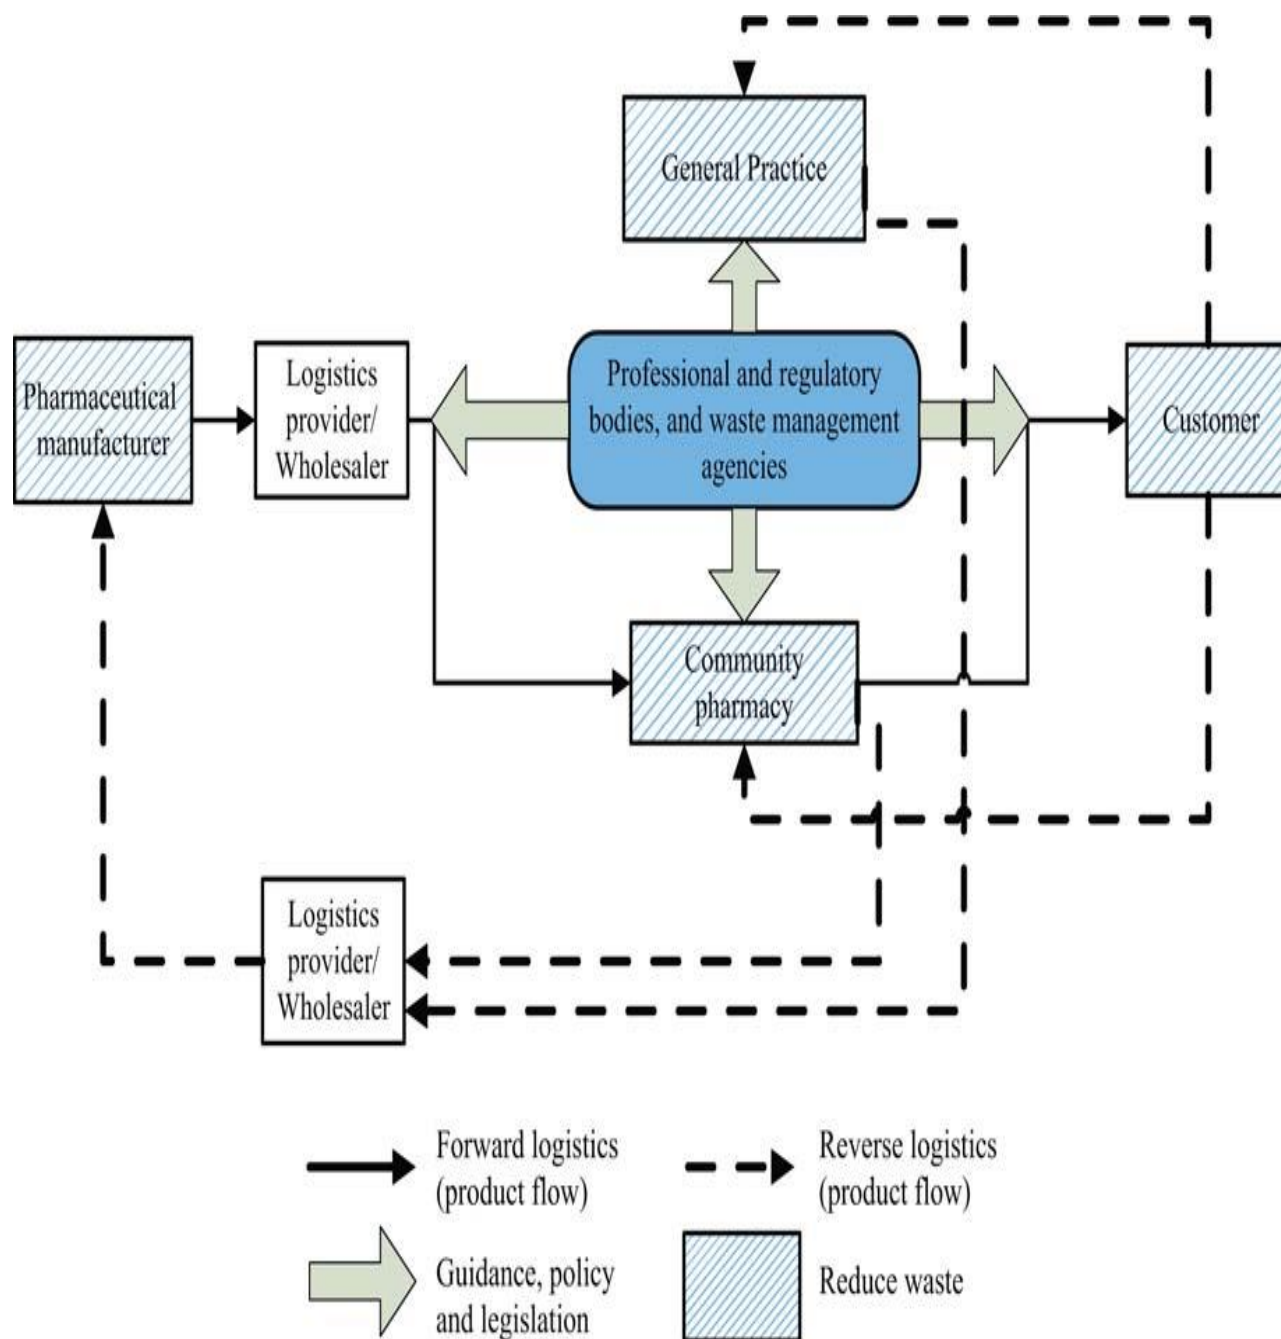 General Practice
Pharmaceutical
manufacturer
Logistics
provider/
Wholesaler
Professional and regulatory
bodies, and waste management
agencies
Customer
Community
pharmacy
Logistics
provider/
Wholesaler
Forward logistics
(product flow)
Reverse logistics
(product flow)
Guidance, policy
and legislation
Reduce waste